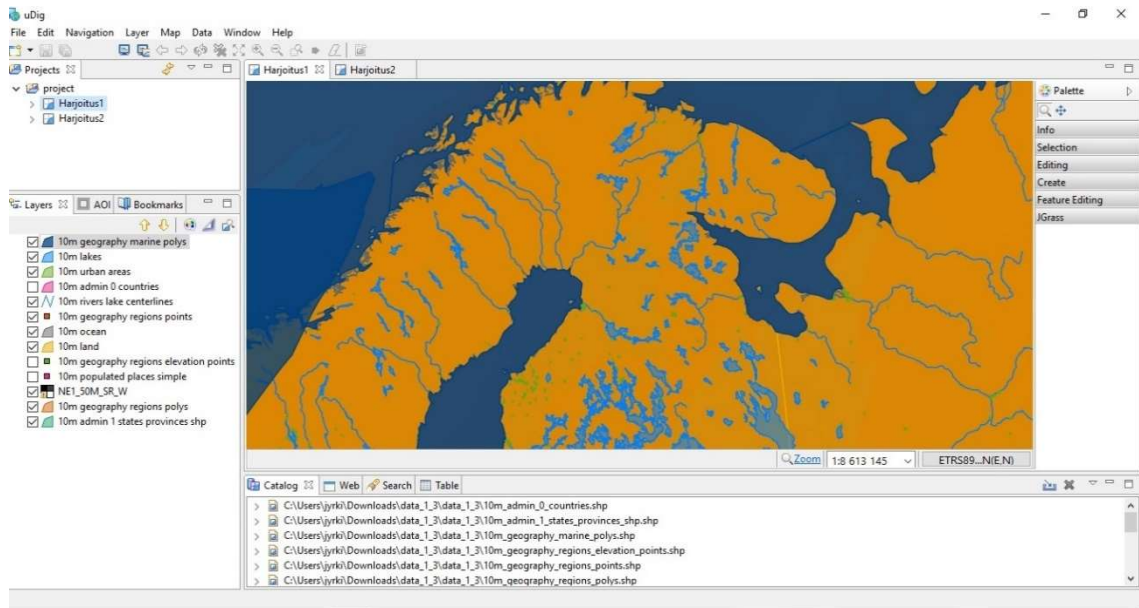 uDig
File Edit Navigation Layer Map Data Window Help
Projects
project
Harjoitus1
Harjoitus2
Layers AOI Bookmarks
10m geography marine polys
10m lakes
10m urban areas
10m admin 0 countries
10m rivers lake centerlines
10m geography regions points
10m ocean
10m land
10m geography regions elevation points
10m populated places simple
NE1_50M_SR_W
10m geography regions polys
10m admin 1 states provinces shp
Harjoitus1 Harjoitus2
Zoom 1:8 613 145 ETRS89...N(E,N)
Palette
Info
Selection
Editing
Create
Feature Editing
JGrass
Catalog Web Search Table
C:\Users\jyrki\Downloads\data_1_3\data_1_3\10m_admin_0_countries.shp
C:\Users\jyrki\Downloads\data_1_3\data_1_3\10m_admin_1_states_provinces_shp.shp
C:\Users\jyrki\Downloads\data_1_3\data_1_3\10m_geography_marine_polys.shp
C:\Users\jyrki\Downloads\data_1_3\data_1_3\10m_geography_regions_elevation_points.shp
C:\Users\jyrki\Downloads\data_1_3\data_1_3\10m_geography_regions_points.shp
C:\Users\jyrki\Downloads\data_1_3\data_1_3\10m_geography_regions_polys.shp